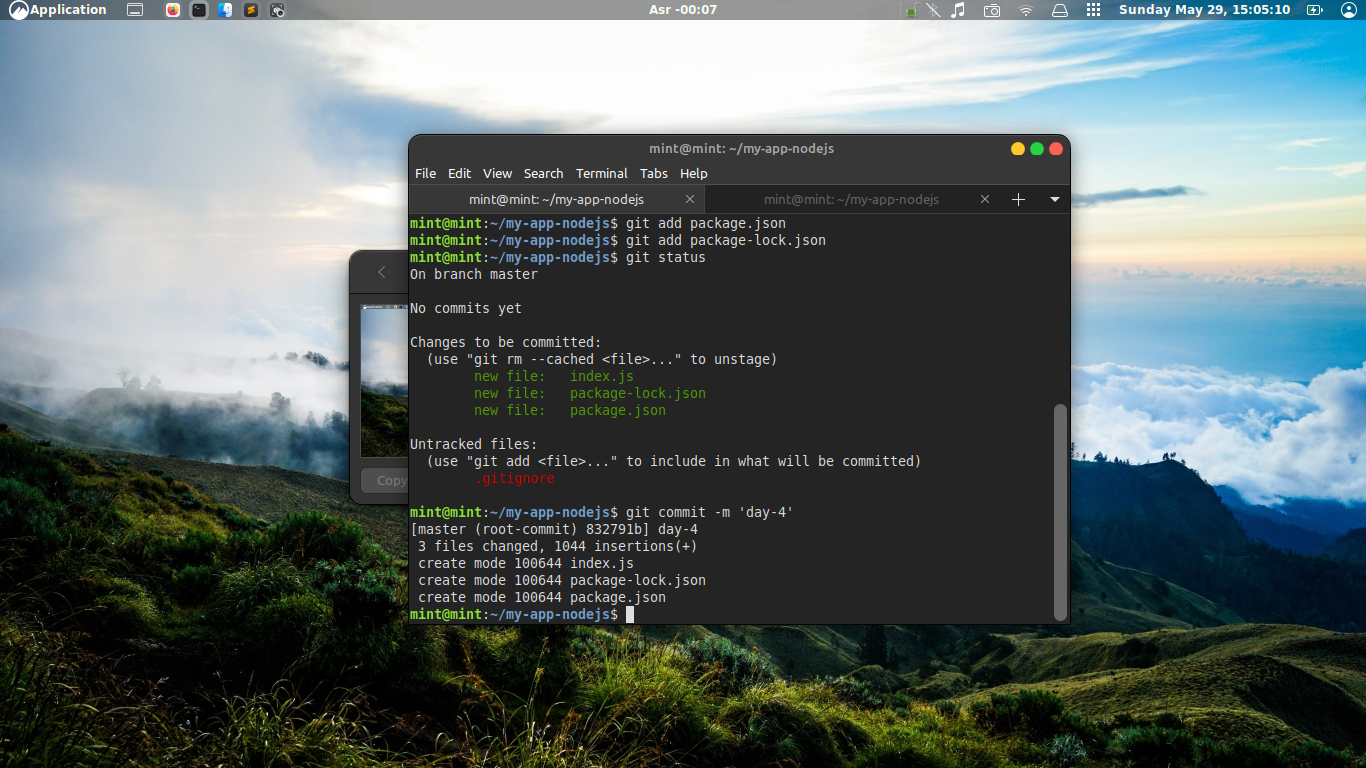 Application
Asr -00:07
Sunday May 29, 15:05:10
mint@mint: ~/my-app-nodejs
File Edit View Search Terminal Tabs Help
mint@mint: ~/my-app-nodejs
mint@mint: ~/my-app-nodejs
mint@mint:~/my-app-nodejs$ git add package.json
mint@mint:~/my-app-nodejs$ git add package-lock.json
mint@mint:~/my-app-nodejs$ git status
On branch master
No commits yet
Changes to be committed:
(use "git rm --cached <file>..." to unstage)
new file:   index.js
new file:   package-lock.json
new file:   package.json
Untracked files:
(use "git add <file>..." to include in what will be committed)
.gitignore
mint@mint:~/my-app-nodejs$ git commit -m 'day-4'
[master (root-commit) 832791b] day-4
3 files changed, 1044 insertions(+)
create mode 100644 index.js
create mode 100644 package-lock.json
create mode 100644 package.json
mint@mint:~/my-app-nodejs$
Copy